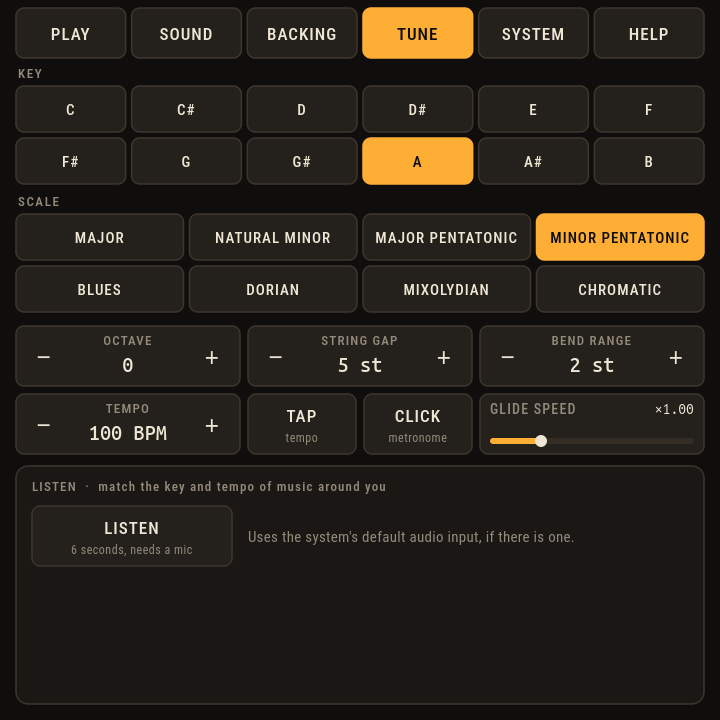 PLAY SOUND BACKING TUNE SYSTEM HELP
KEY
C C# D D# E F
F# G G# A A# B
SCALE
MAJOR NATURAL MINOR MAJOR PENTATONIC MINOR PENTATONIC
BLUES DORIAN MIXOLYDIAN CHROMATIC
OCTAVE STRING GAP BEND RANGE
− 0 + − 5 st + − 2 st +
TEMPO TAP CLICK GLIDE SPEED ×1.00
− 100 BPM + tempo metronome
LISTEN · match the key and tempo of music around you
LISTEN
6 seconds, needs a mic
Uses the system's default audio input, if there is one.